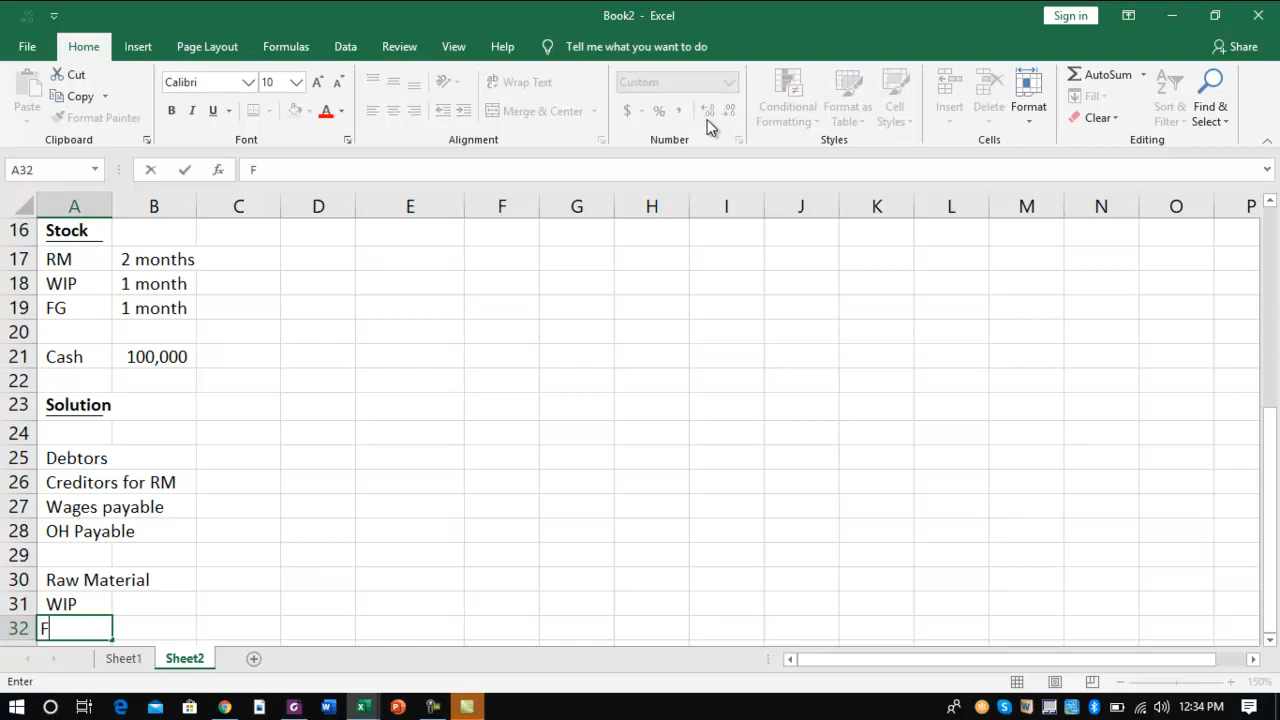 Book2 - Excel
Sign in
File Home Insert Page Layout Formulas Data Review View Help Tell me what you want to do Share
Paste Cut Copy Format Painter
Clipboard
Calibri 10 A A
B I U A
Font
Wrap Text
Merge & Center
Alignment
Custom
$ % ,
Number
Conditional Formatting Format as Table Cell Styles
Styles
Insert Delete Format
Cells
AutoSum
Fill
Clear
Sort & Filter
Find & Select
Editing
A32 fx F
A B C D E F G H I J K L M N O P
16 Stock
17 RM 2 months
18 WIP 1 month
19 FG 1 month
20
21 Cash 100,000
22
23 Solution
24
25 Debtors
26 Creditors for RM
27 Wages payable
28 OH Payable
29
30 Raw Material
31 WIP
32 F
Sheet1 Sheet2
Enter 150%
12:34 PM